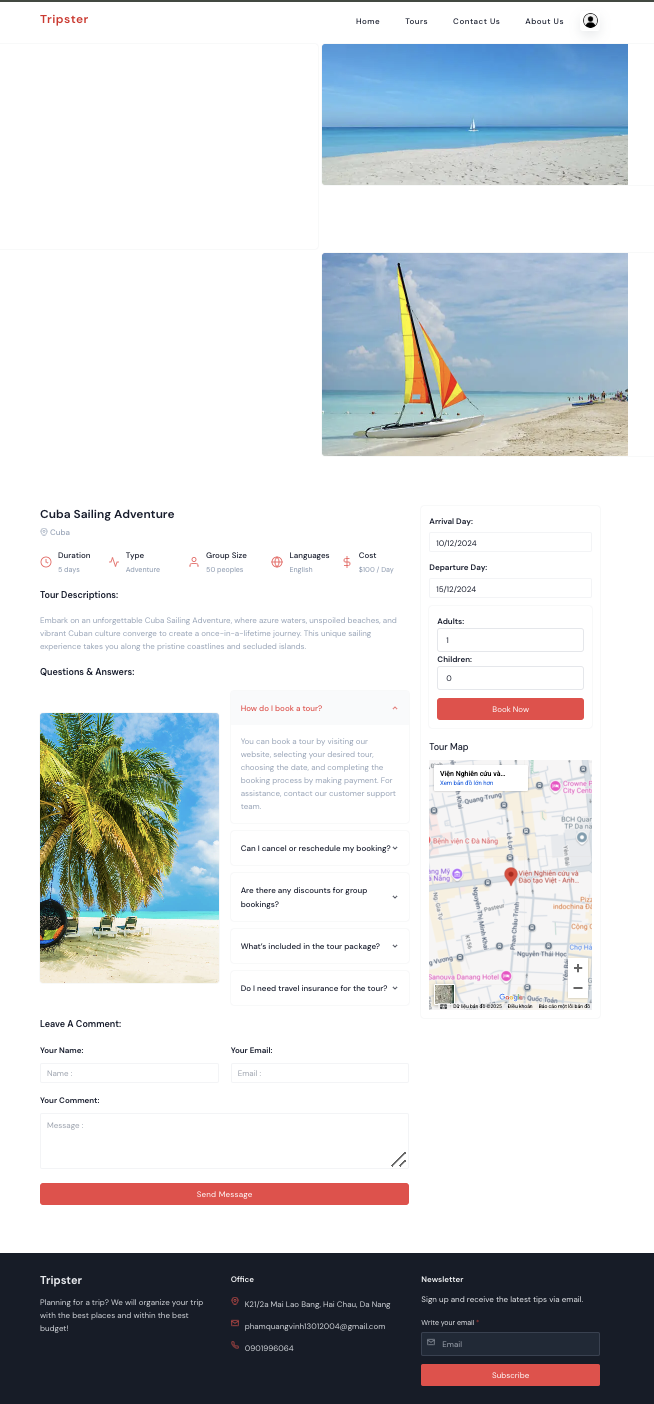 Tripster
Home Tours Contact Us About Us
Cuba Sailing Adventure
Cuba
Duration
5 days
Type
Adventure
Group Size
50 peoples
Languages
English
Cost
$100 / Day
Tour Descriptions:
Embark on an unforgettable Cuba Sailing Adventure, where azure waters, unspoiled beaches, and
vibrant Cuban culture converge to create a once-in-a-lifetime journey. This unique sailing
experience takes you along the pristine coastlines and secluded islands.
Questions & Answers:
How do I book a tour?
You can book a tour by visiting our
website, selecting your desired tour,
choosing the date, and completing the
booking process by making payment. For
assistance, contact our customer support
team.
Can I cancel or reschedule my booking?
Are there any discounts for group
bookings?
What's included in the tour package?
Do I need travel insurance for the tour?
Leave A Comment:
Your Name:
Name :
Your Email:
Email :
Your Comment:
Message :
Send Message
Arrival Day:
10/12/2024
Departure Day:
15/12/2024
Adults:
1
Children:
0
Book Now
Tour Map
Viện Nghiên cứu và...
Xem bản đồ lớn hơn
Crowne P
City Cent
Quang Trung
BCH Quan
TP Da n
Bệnh viện C Đà Nẵng
Lê Lợi
Viện Nghiên cứu và
Đào tạo Việt - Anh...
Pasteur
Nguyễn Thị Minh Khai
Phan Châu Trinh
K156
indochina Đà
Nguyễn Thái Học
Sanouva Danang Hotel
Google
Quốc Toản
Dữ liệu bản đồ ©2025 Điều khoản Báo cáo một lỗi bản đồ
Tripster
Planning for a trip? We will organize your trip
with the best places and within the best
budget!
Office
K21/2a Mai Lao Bang, Hai Chau, Da Nang
phamquangvinh13012004@gmail.com
0901996064
Newsletter
Sign up and receive the latest tips via email.
Write your email *
Email
Subscribe